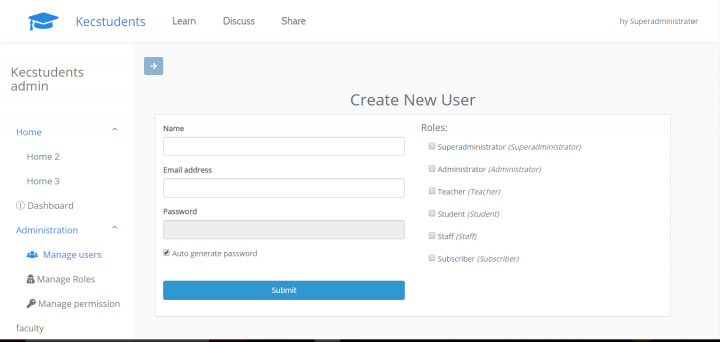 Kecstudents Learn Discuss Share by Superadministrator
Kecstudents
admin
Home
Home 2
Home 3
Dashboard
Administration
Manage users
Manage Roles
Manage permission
faculty
Create New User
Name
Email address
Password
Auto generate password
Submit
Roles:
Superadministrator (Superadministrator)
Administrator (Administrator)
Teacher (Teacher)
Student (Student)
Staff (Staff)
Subscriber (Subscriber)